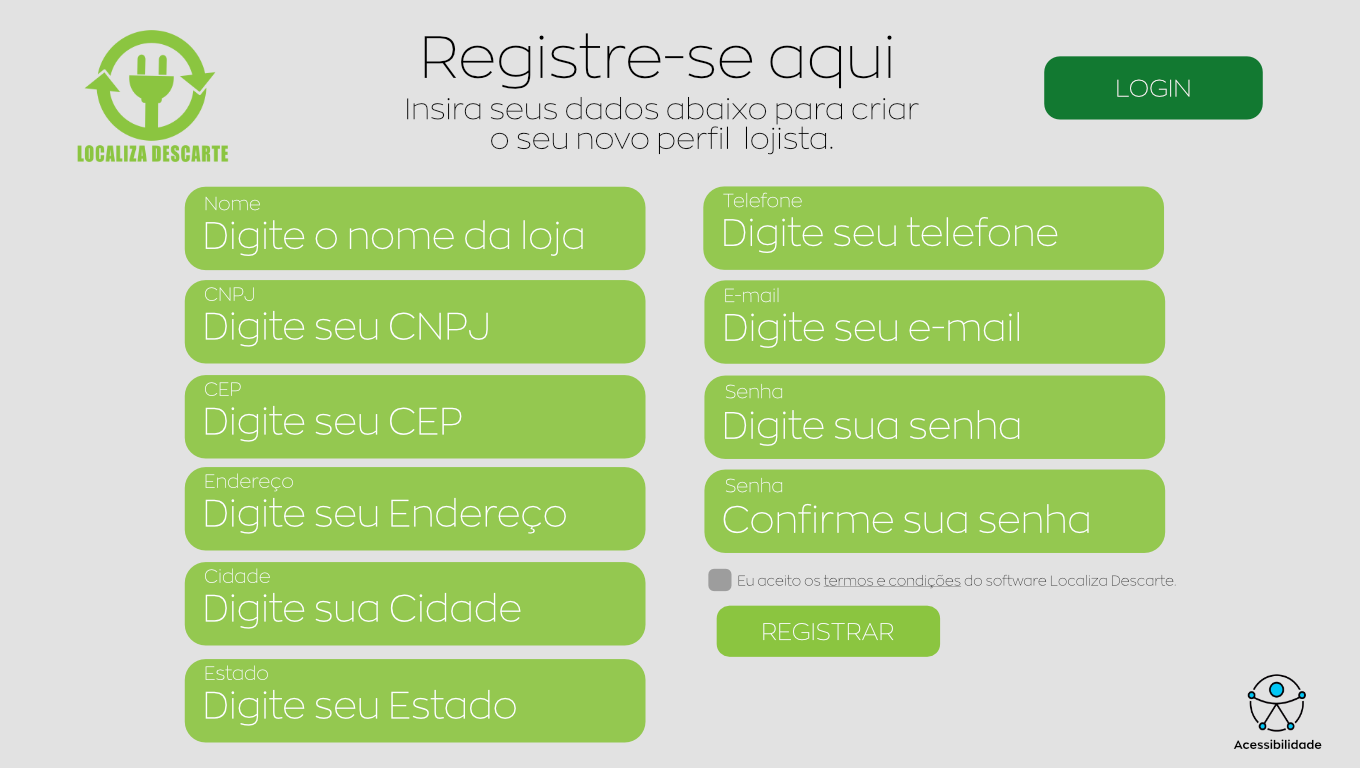 LOCALIZA DESCARTE
Registre-se aqui
Insira seus dados abaixo para criar
o seu novo perfil lojista.
LOGIN
Nome
Digite o nome da loja
CNPJ
Digite seu CNPJ
CEP
Digite seu CEP
Endereço
Digite seu Endereço
Cidade
Digite sua Cidade
Estado
Digite seu Estado
Telefone
Digite seu telefone
E-mail
Digite seu e-mail
Senha
Digite sua senha
Senha
Confirme sua senha
Eu aceito os termos e condições do software Localiza Descarte.
REGISTRAR
Acessibilidade